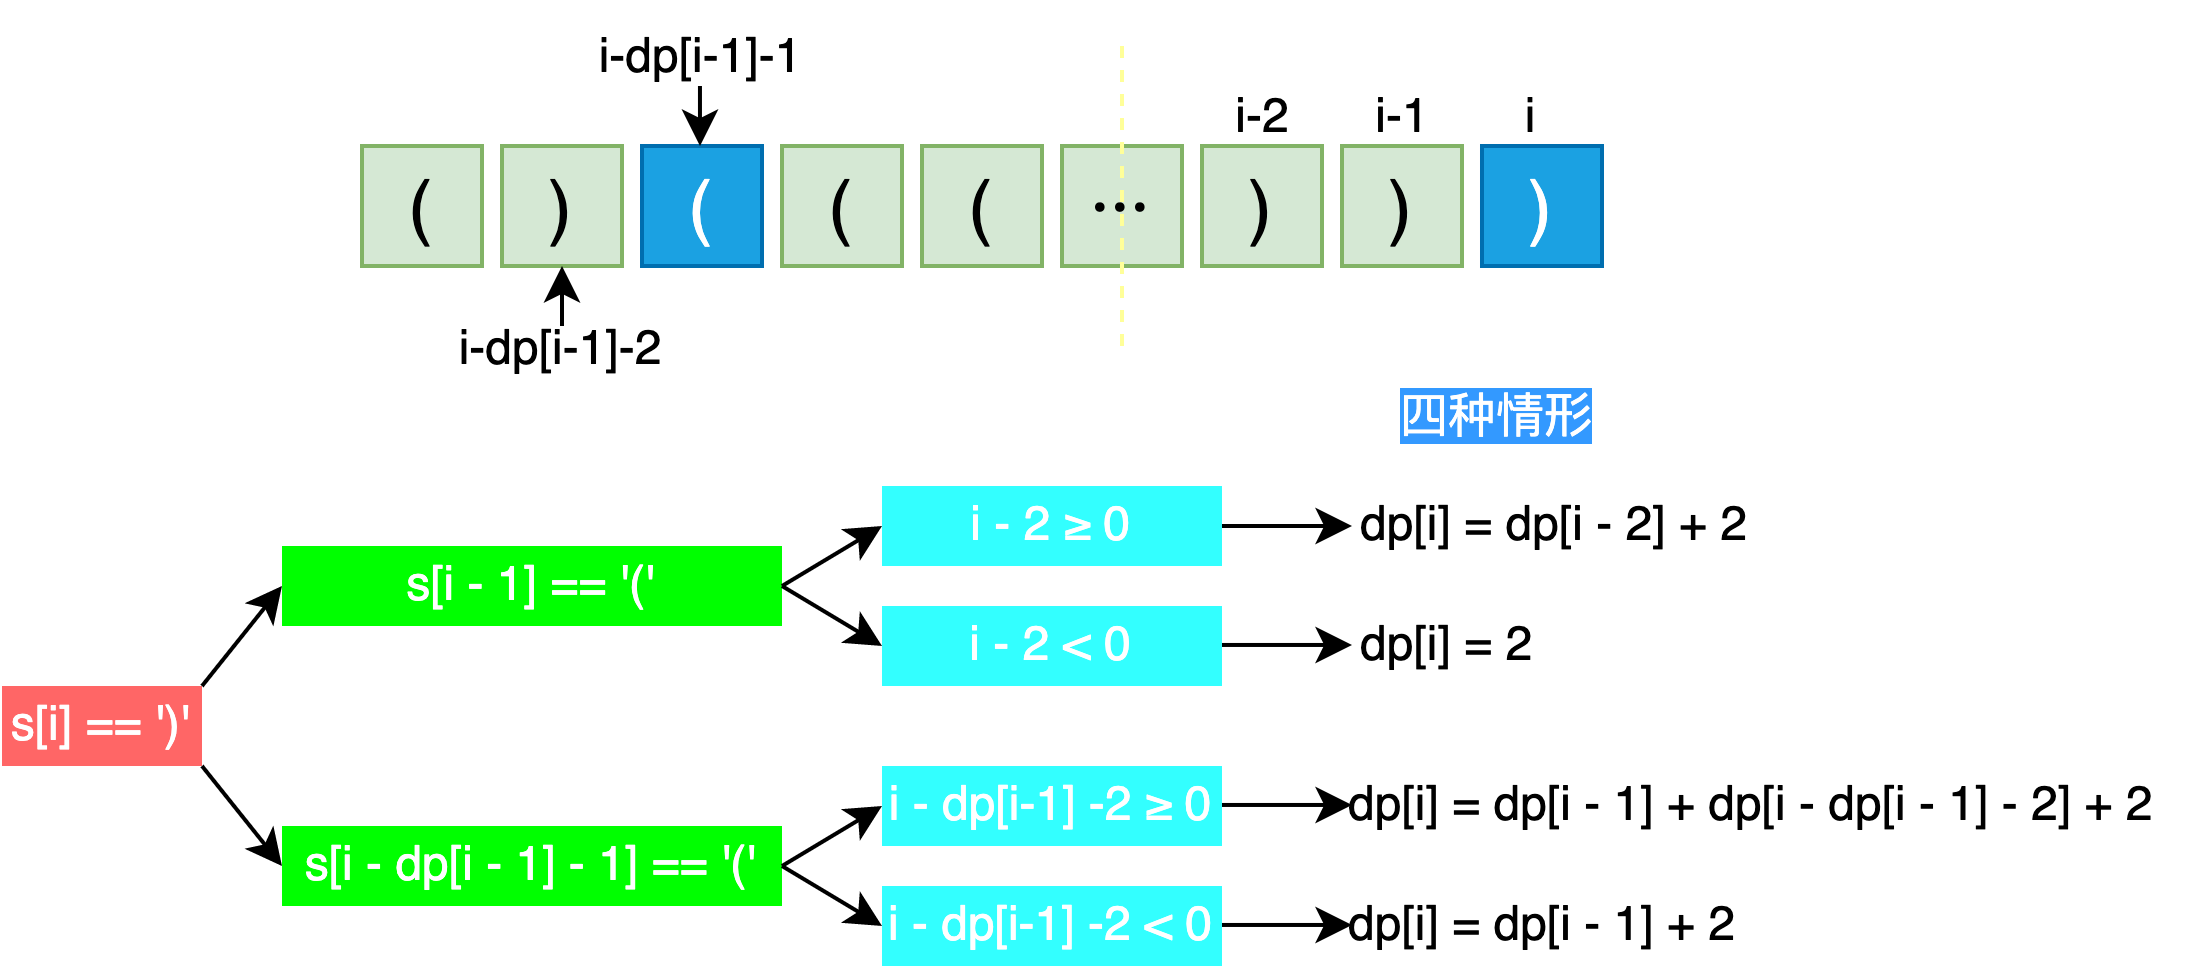 i-dp[i-1]-1
i-2 i-1 i
( ) ( ( ( ··· ) ) )
i-dp[i-1]-2
四种情形
i - 2 ≥ 0 dp[i] = dp[i - 2] + 2
s[i - 1] == '('
i - 2 < 0 dp[i] = 2
s[i] == ')'
i - dp[i-1] -2 ≥ 0 dp[i] = dp[i - 1] + dp[i - dp[i - 1] - 2] + 2
s[i - dp[i - 1] - 1] == '('
i - dp[i-1] -2 < 0 dp[i] = dp[i - 1] + 2